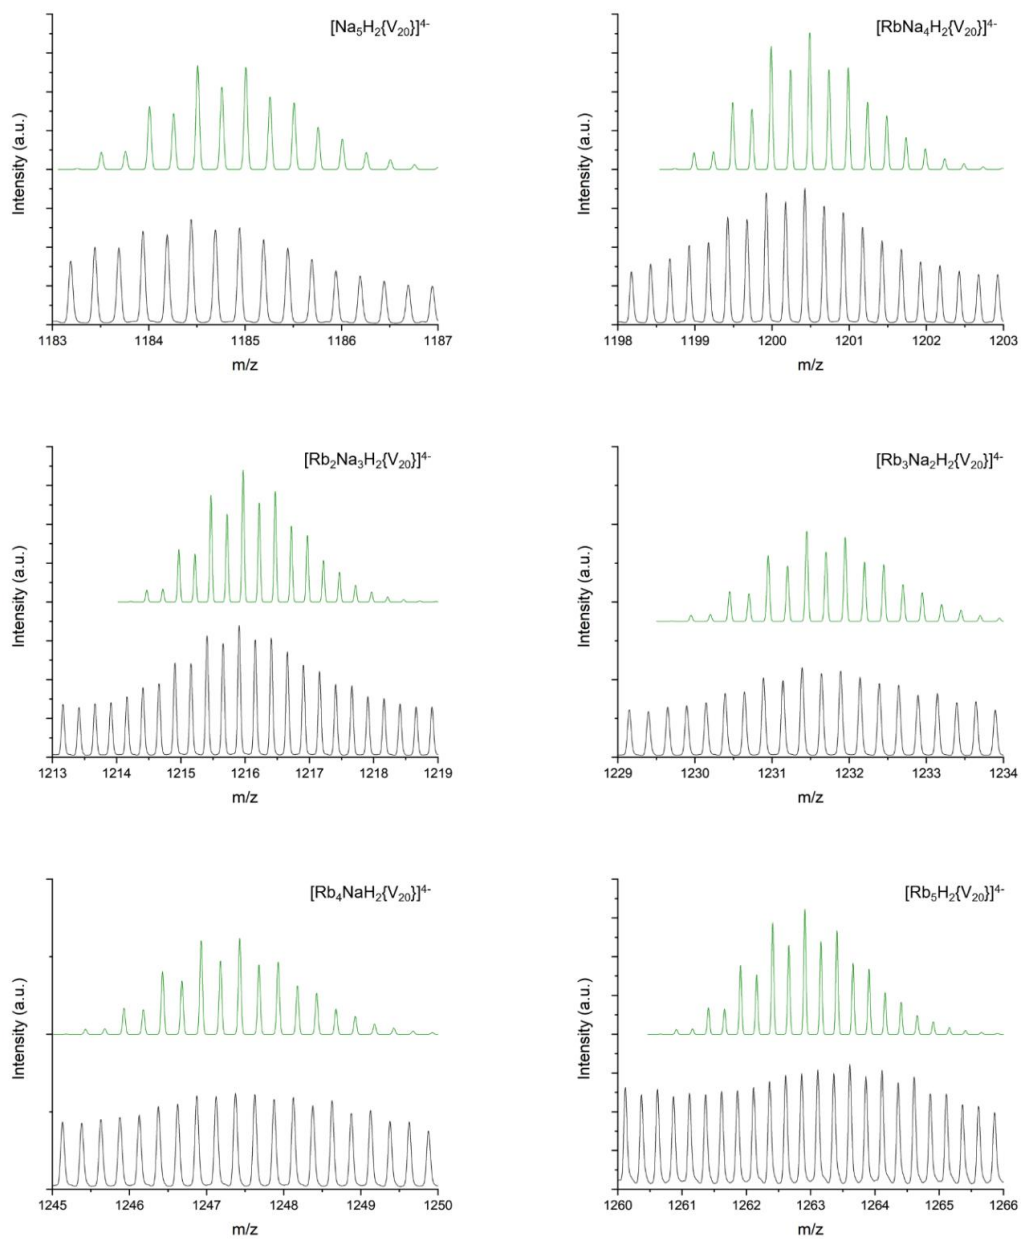 [Na₅H₂{V₂₀}]⁴⁻
Intensity (a.u.)
1183 1184 1185 1186 1187
m/z
[RbNa₄H₂{V₂₀}]⁴⁻
Intensity (a.u.)
1198 1199 1200 1201 1202 1203
m/z
[Rb₂Na₃H₂{V₂₀}]⁴⁻
Intensity (a.u.)
1213 1214 1215 1216 1217 1218 1219
m/z
[Rb₃Na₂H₂{V₂₀}]⁴⁻
Intensity (a.u.)
1229 1230 1231 1232 1233 1234
m/z
[Rb₄NaH₂{V₂₀}]⁴⁻
Intensity (a.u.)
1245 1246 1247 1248 1249 1250
m/z
[Rb₅H₂{V₂₀}]⁴⁻
Intensity (a.u.)
1260 1261 1262 1263 1264 1265 1266
m/z